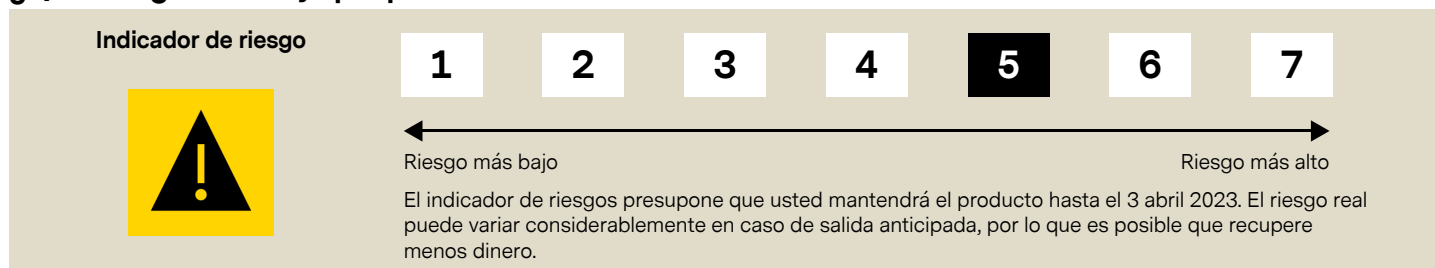 Indicador de riesgo
1 2 3 4 5 6 7
Riesgo más bajo
Riesgo más alto
El indicador de riesgos presupone que usted mantendrá el producto hasta el 3 abril 2023. El riesgo real
puede variar considerablemente en caso de salida anticipada, por lo que es posible que recupere
menos dinero.